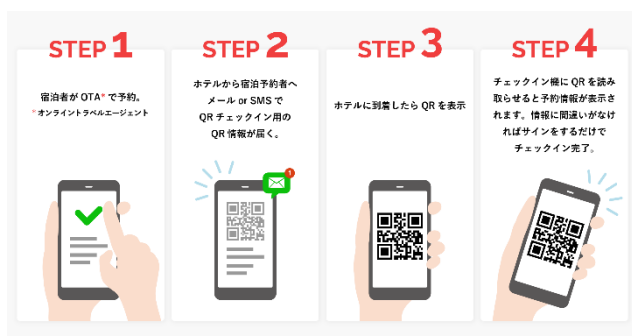 STEP 1
宿泊者が OTA* で予約。
*オンライントラベルエージェント
STEP 2
ホテルから宿泊予約者へ
メール or SMS で
QR チェックイン用の
QR 情報が届く。
1
STEP 3
ホテルに到着したら QR を表示
STEP 4
チェックイン機に QR を読み
取らせると予約情報が表示さ
れます。情報に間違いがなけ
ればサインをするだけで
チェックイン完了。